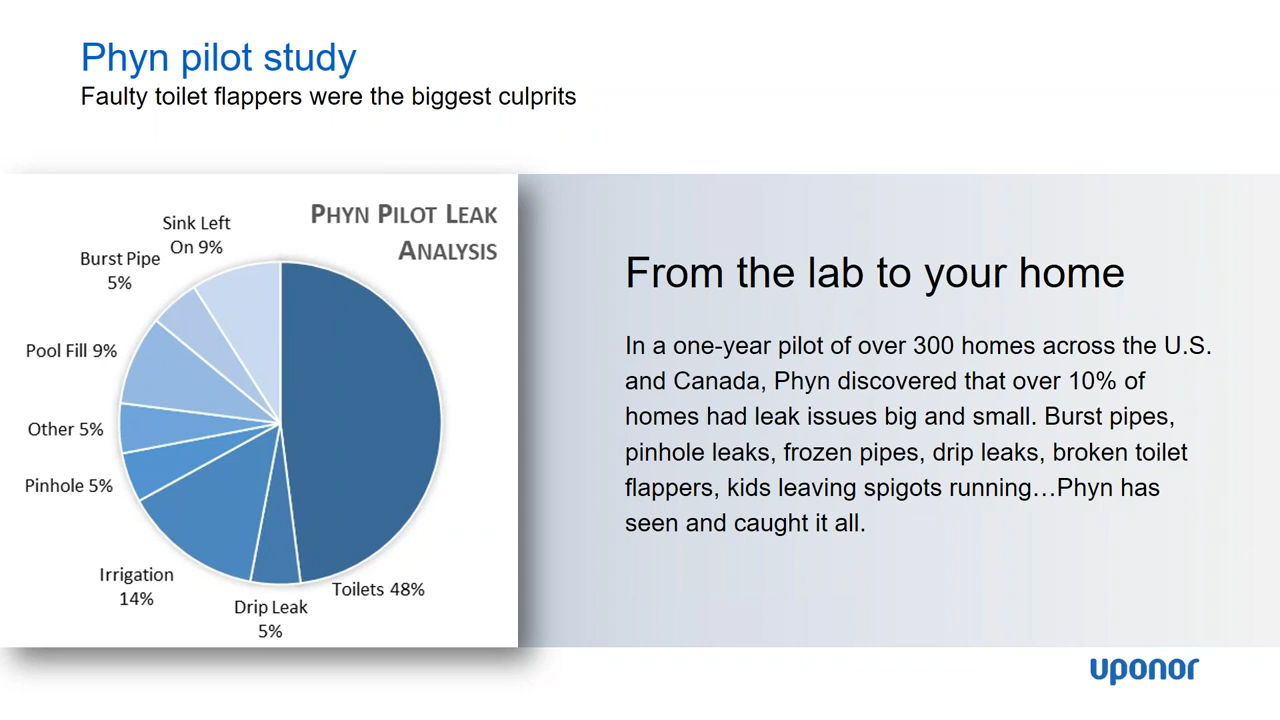 Phyn pilot study
Faulty toilet flappers were the biggest culprits
PHYN PILOT LEAK
ANALYSIS
Sink Left
On 9%
Burst Pipe
5%
Pool Fill 9%
Other 5%
Pinhole 5%
Irrigation
14%
Drip Leak
5%
Toilets 48%
From the lab to your home
In a one-year pilot of over 300 homes across the U.S.
and Canada, Phyn discovered that over 10% of
homes had leak issues big and small. Burst pipes,
pinhole leaks, frozen pipes, drip leaks, broken toilet
flappers, kids leaving spigots running…Phyn has
seen and caught it all.
uponor